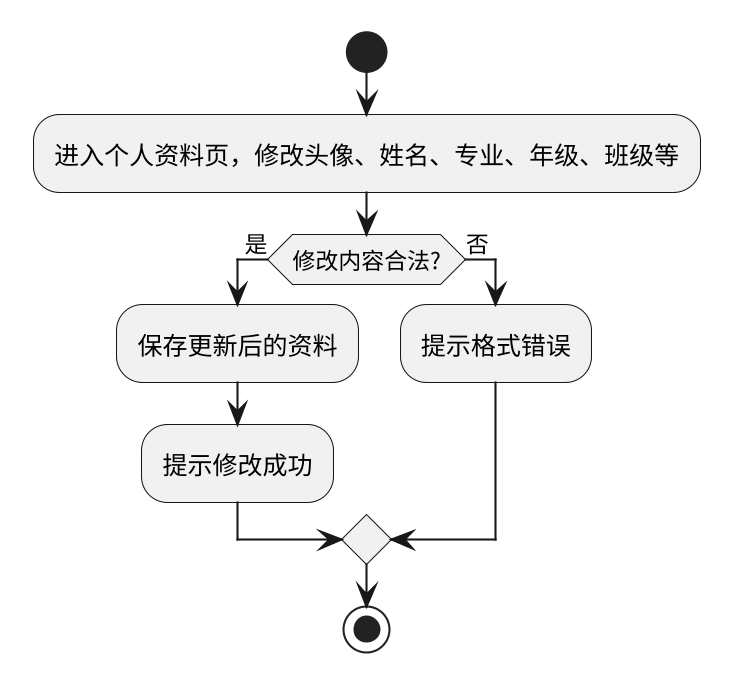 进入个人资料页，修改头像、姓名、专业、年级、班级等
是
修改内容合法?
否
保存更新后的资料
提示格式错误
提示修改成功